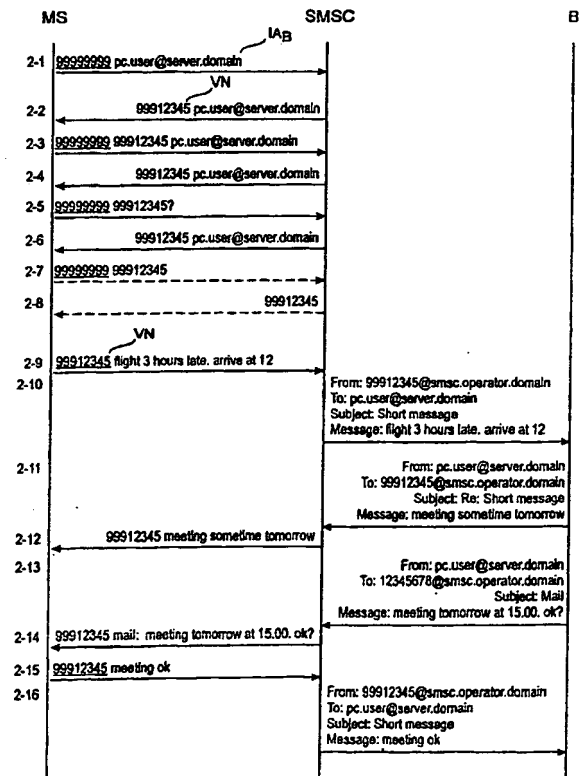 MS SMSC B
IAB
2-1 99999999 pc.user@server.domain
VN
2-2 99912345 pc.user@server.domain
2-3 99999999 99912345 pc.user@server.domain
2-4 99912345 pc.user@server.domain
2-5 99999999 99912345?
2-6 99912345 pc.user@server.domain
2-7 99999999 99912345
2-8 99912345
VN
2-9 99912345 flight 3 hours late. arrive at 12
2-10 From: 99912345@smsc.operator.domain
To: pc.user@server.domain
Subject: Short message
Message: flight 3 hours late. arrive at 12
2-11 From: pc.user@server.domain
To: 99912345@smsc.operator.domain
Subject: Re: Short message
Message: meeting sometime tomorrow
2-12 99912345 meeting sometime tomorrow
2-13 From: pc.user@server.domain
To: 12345678@smsc.operator.domain
Subject: Mail
Message: meeting tomorrow at 15.00. ok?
2-14 99912345 mail: meeting tomorrow at 15.00. ok?
2-15 99912345 meeting ok
2-16 From: 99912345@smsc.operator.domain
To: pc.user@server.domain
Subject: Short message
Message: meeting ok